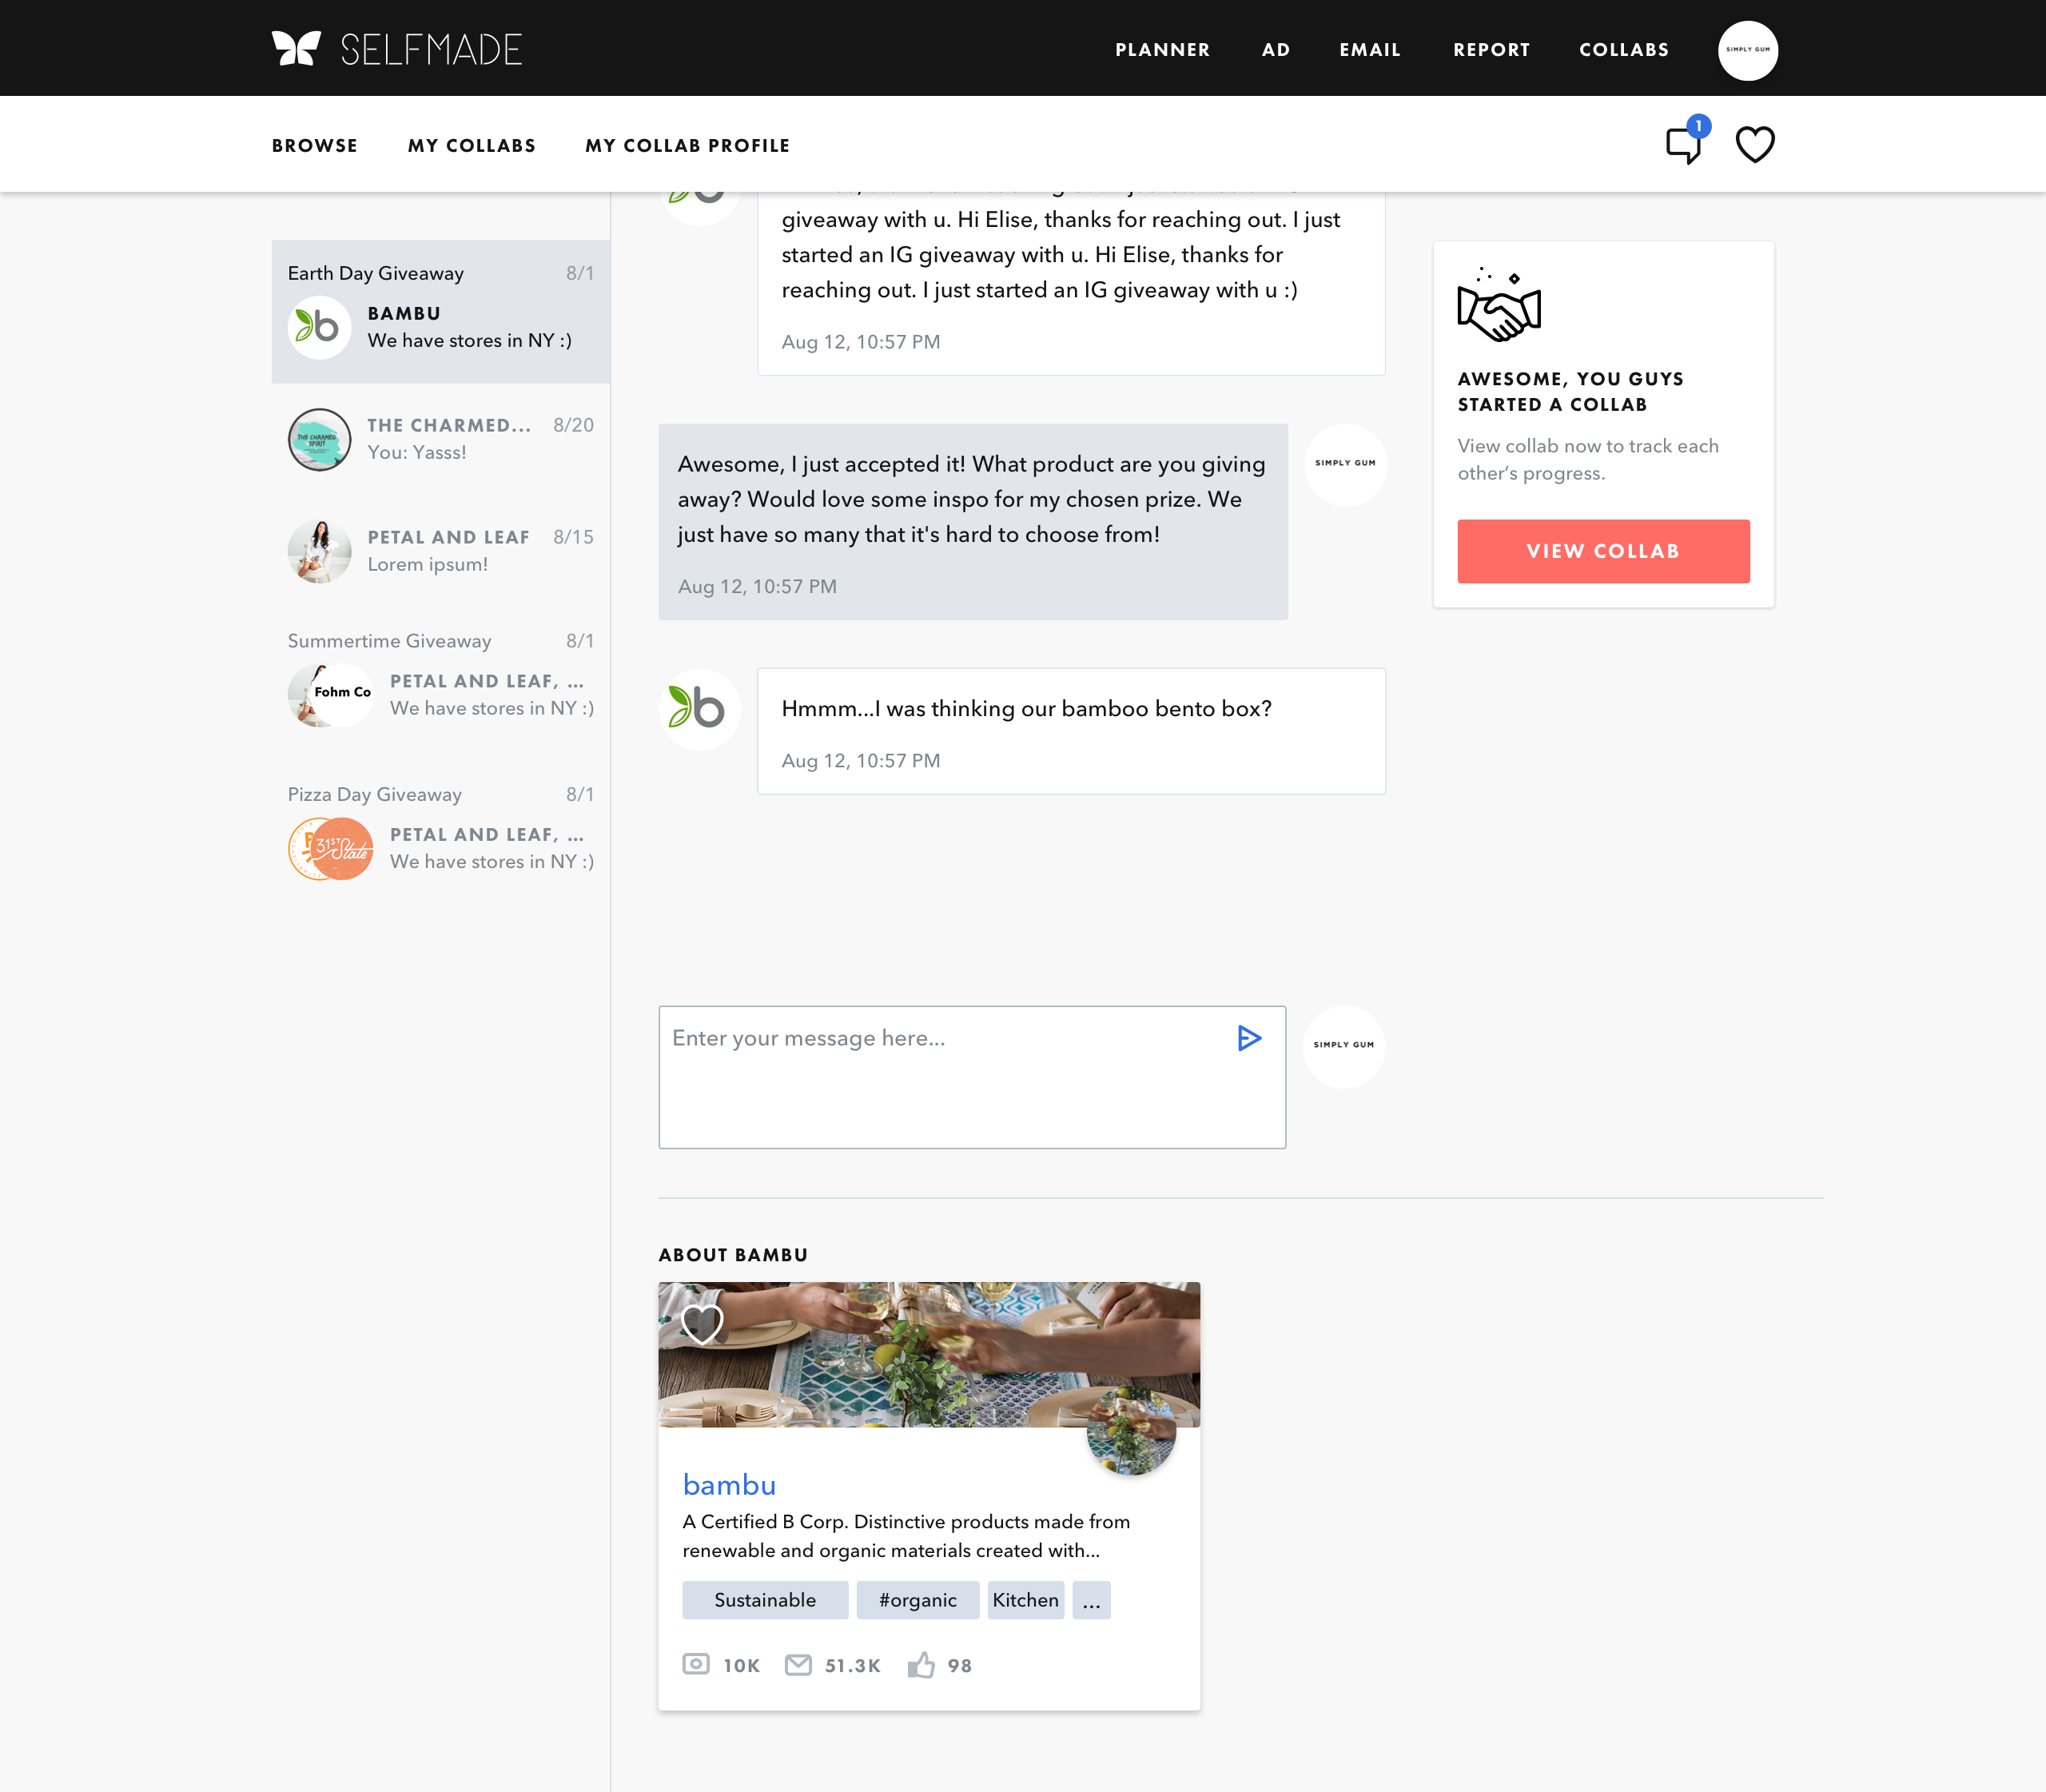 SELFMADE
PLANNER
AD
EMAIL
REPORT
COLLABS
SIMPLY GUM
BROWSE
MY COLLABS
MY COLLAB PROFILE
1
Earth Day Giveaway
8/1
b
BAMBU
We have stores in NY :)
THE CHARMED SPIRIT
THE CHARMED...
8/20
You: Yasss!
PETAL AND LEAF
8/15
Lorem ipsum!
Summertime Giveaway
8/1
Fohm Co
PETAL AND LEAF, ...
We have stores in NY :)
Pizza Day Giveaway
8/1
31ST State
PETAL AND LEAF, ...
We have stores in NY :)
b
giveaway with u. Hi Elise, thanks for reaching out. I just
started an IG giveaway with u. Hi Elise, thanks for
reaching out. I just started an IG giveaway with u :)
Aug 12, 10:57 PM
Awesome, I just accepted it! What product are you giving
away? Would love some inspo for my chosen prize. We
just have so many that it's hard to choose from!
Aug 12, 10:57 PM
SIMPLY GUM
b
Hmmm...I was thinking our bamboo bento box?
Aug 12, 10:57 PM
Enter your message here...
SIMPLY GUM
AWESOME, YOU GUYS
STARTED A COLLAB
View collab now to track each
other’s progress.
VIEW COLLAB
ABOUT BAMBU
bambu
A Certified B Corp. Distinctive products made from
renewable and organic materials created with...
Sustainable
#organic
Kitchen
...
10K
51.3K
98